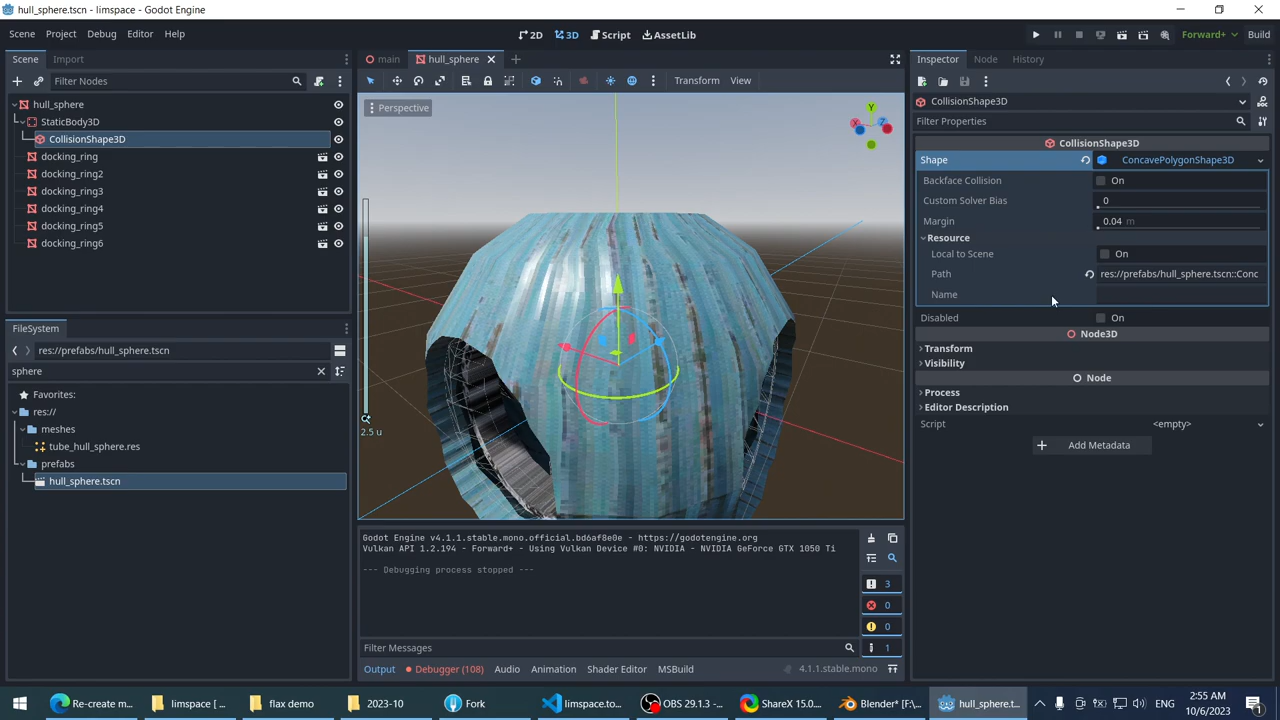 hull_sphere.tscn - limspace - Godot Engine
Scene Project Debug Editor Help
2D 3D Script AssetLib
Forward+ Build
Scene Import
Filter Nodes
hull_sphere
StaticBody3D
CollisionShape3D
docking_ring
docking_ring2
docking_ring3
docking_ring4
docking_ring5
docking_ring6
FileSystem
res://prefabs/hull_sphere.tscn
sphere
Favorites:
res://
meshes
tube_hull_sphere.res
prefabs
hull_sphere.tscn
main hull_sphere
Transform View
Perspective
X Y Z
2.5 u
Godot Engine v4.1.1.stable.mono.official.bd6af8e0e - https://godotengine.org
Vulkan API 1.2.194 - Forward+ - Using Vulkan Device #0: NVIDIA - NVIDIA GeForce GTX 1050 Ti
--- Debugging process stopped ---
3
0
0
1
Filter Messages
Output Debugger (108) Audio Animation Shader Editor MSBuild 4.1.1.stable.mono
Inspector Node History
CollisionShape3D
Filter Properties
CollisionShape3D
Shape ConcavePolygonShape3D
Backface Collision On
Custom Solver Bias 0
Margin 0.04 m
Resource
Local to Scene On
Path res://prefabs/hull_sphere.tscn::Conc
Name
Disabled On
Node3D
Transform
Visibility
Node
Process
Editor Description
Script <empty>
Add Metadata
Re-create m... limspace [ ... flax demo 2023-10 Fork limspace.to... OBS 29.1.3 -... ShareX 15.0... Blender* [F:\... hull_sphere.t...
2:55 AM
10/6/2023
1